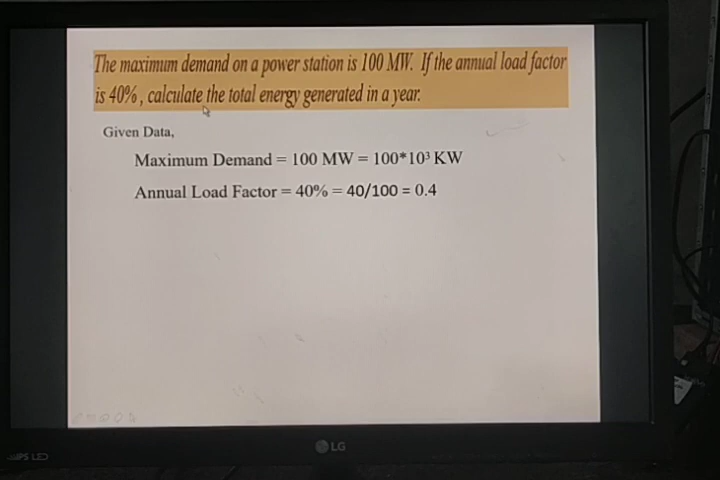 The maximum demand on a power station is 100 MW. If the annual load factor
is 40%, calculate the total energy generated in a year.
Given Data,
Maximum Demand = 100 MW = 100*10³ KW
Annual Load Factor = 40% = 40/100 = 0.4
LG